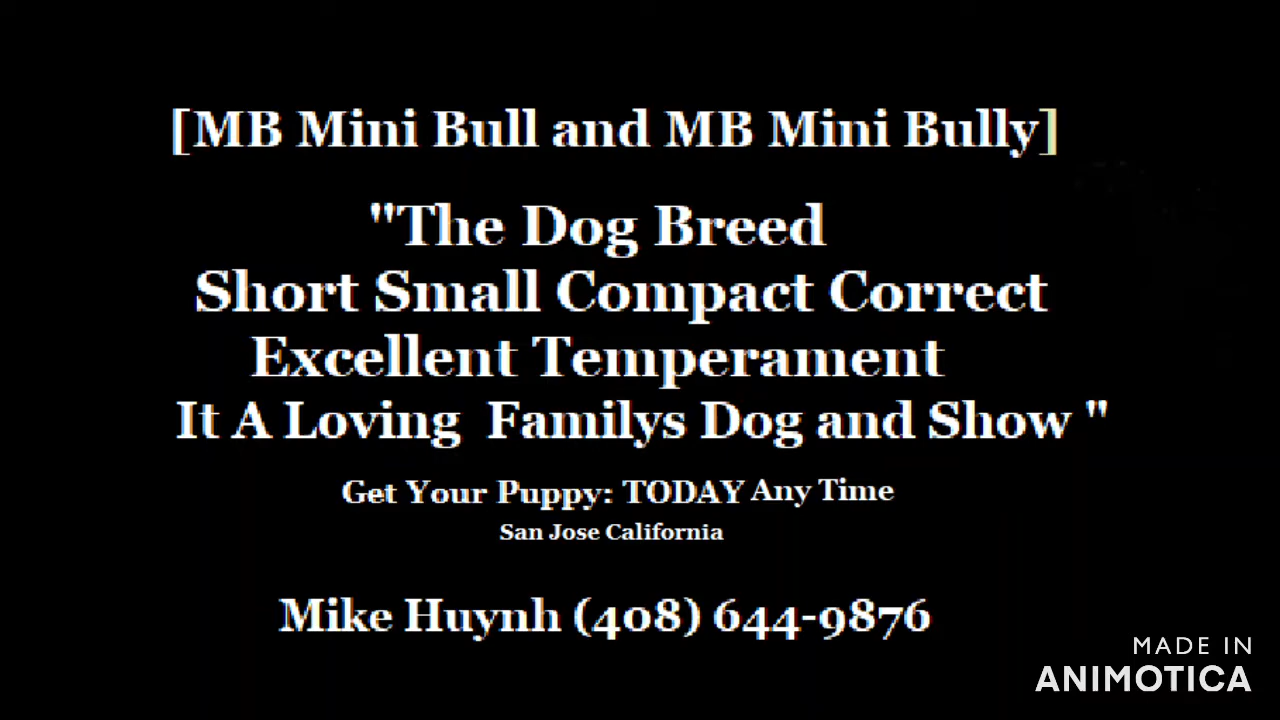 [MB Mini Bull and MB Mini Bully]
"The Dog Breed
Short Small Compact Correct
Excellent Temperament
It A Loving Familys Dog and Show "
Get Your Puppy: TODAY Any Time
San Jose California
Mike Huynh (408) 644-9876
MADE IN
ANIMOTICA